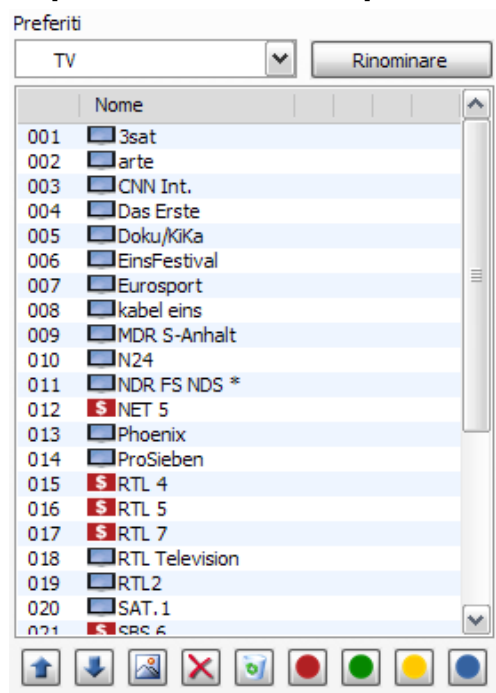 Preferiti
TV Rinominare
Nome
001 3sat
002 arte
003 CNN Int.
004 Das Erste
005 Doku/KiKa
006 EinsFestival
007 Eurosport
008 kabel eins
009 MDR S-Anhalt
010 N24
011 NDR FS NDS *
012 $ NET 5
013 Phoenix
014 ProSieben
015 $ RTL 4
016 $ RTL 5
017 $ RTL 7
018 RTL Television
019 RTL2
020 SAT.1
021 $ SBS 6